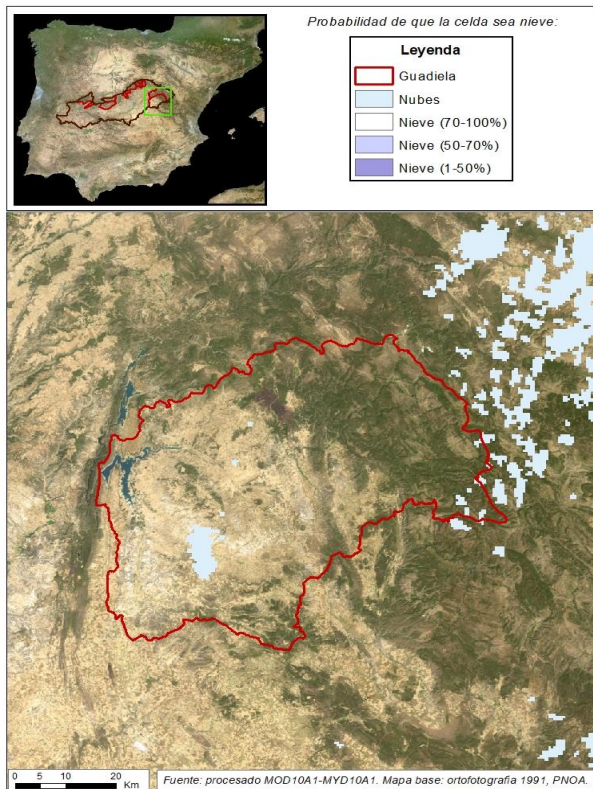 Probabilidad de que la celda sea nieve:
Leyenda
Guadiela
Nubes
Nieve (70-100%)
Nieve (50-70%)
Nieve (1-50%)
0 5 10 20
Km
Fuente: procesado MOD10A1-MYD10A1. Mapa base: ortofotografia 1991, PNOA.